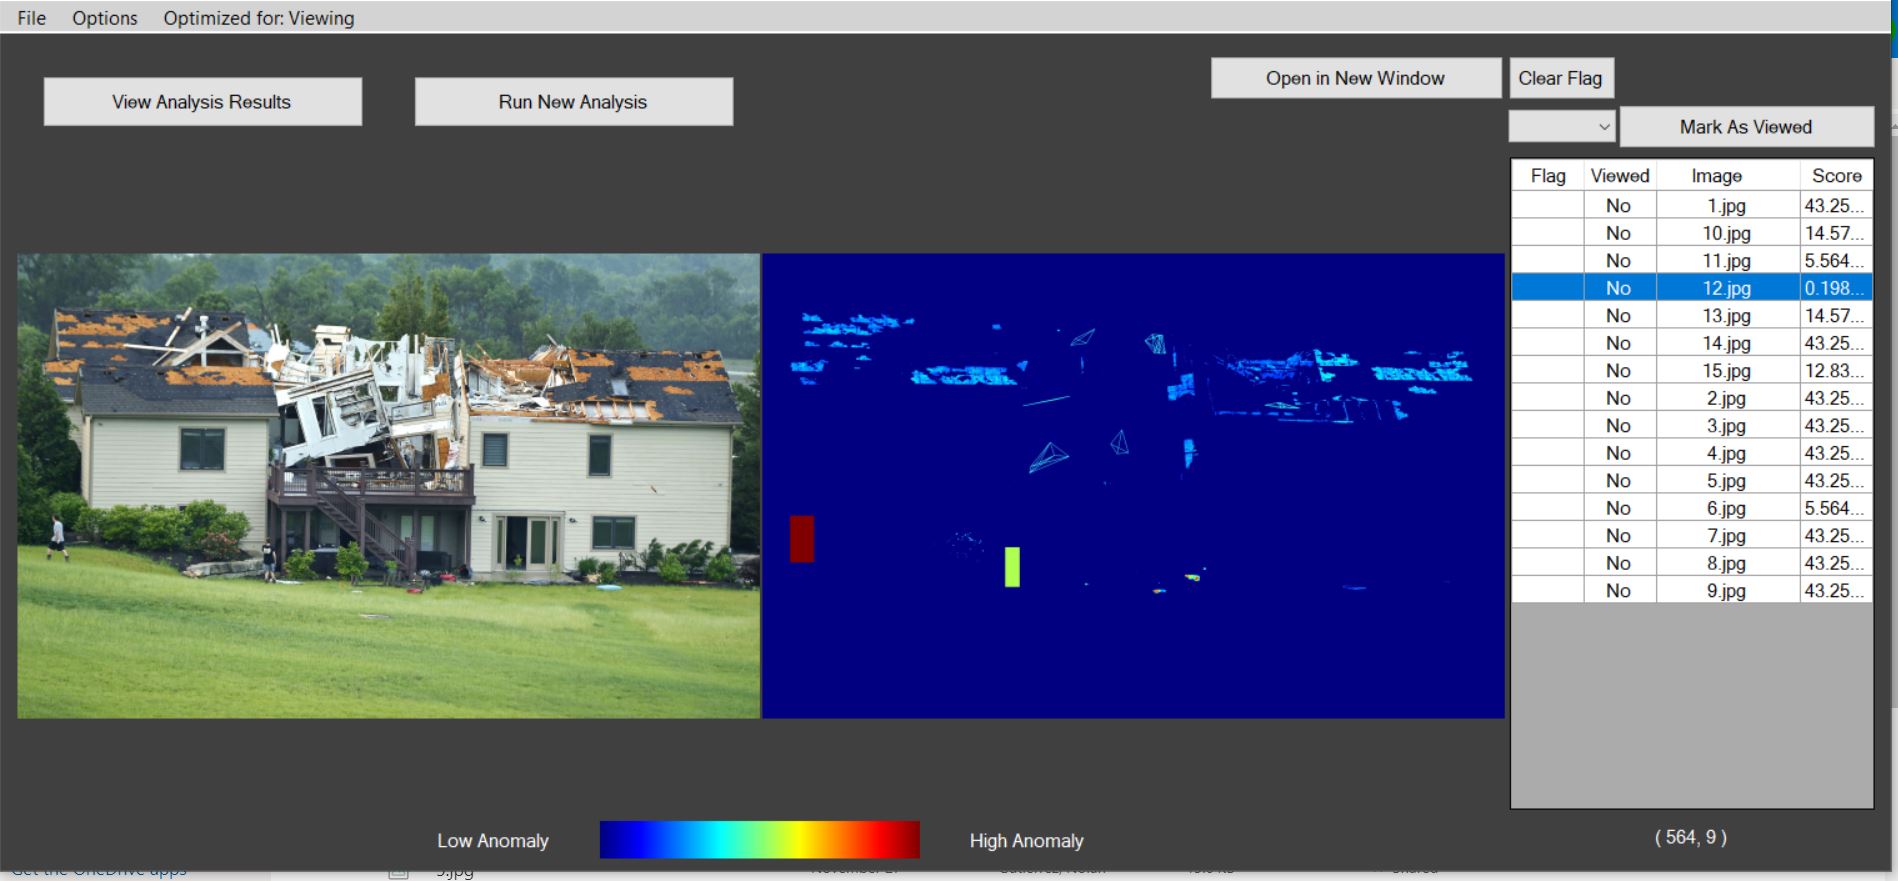 File Options Optimized for: Viewing
View Analysis Results
Run New Analysis
Open in New Window
Clear Flag
Mark As Viewed
Flag Viewed Image Score
No 1.jpg 43.25...
No 10.jpg 14.57...
No 11.jpg 5.564...
No 12.jpg 0.198...
No 13.jpg 14.57...
No 14.jpg 43.25...
No 15.jpg 12.83...
No 2.jpg 43.25...
No 3.jpg 43.25...
No 4.jpg 43.25...
No 5.jpg 43.25...
No 6.jpg 5.564...
No 7.jpg 43.25...
No 8.jpg 43.25...
No 9.jpg 43.25...
Low Anomaly
High Anomaly
( 564, 9 )
Get the OneDrive apps
9.jpg